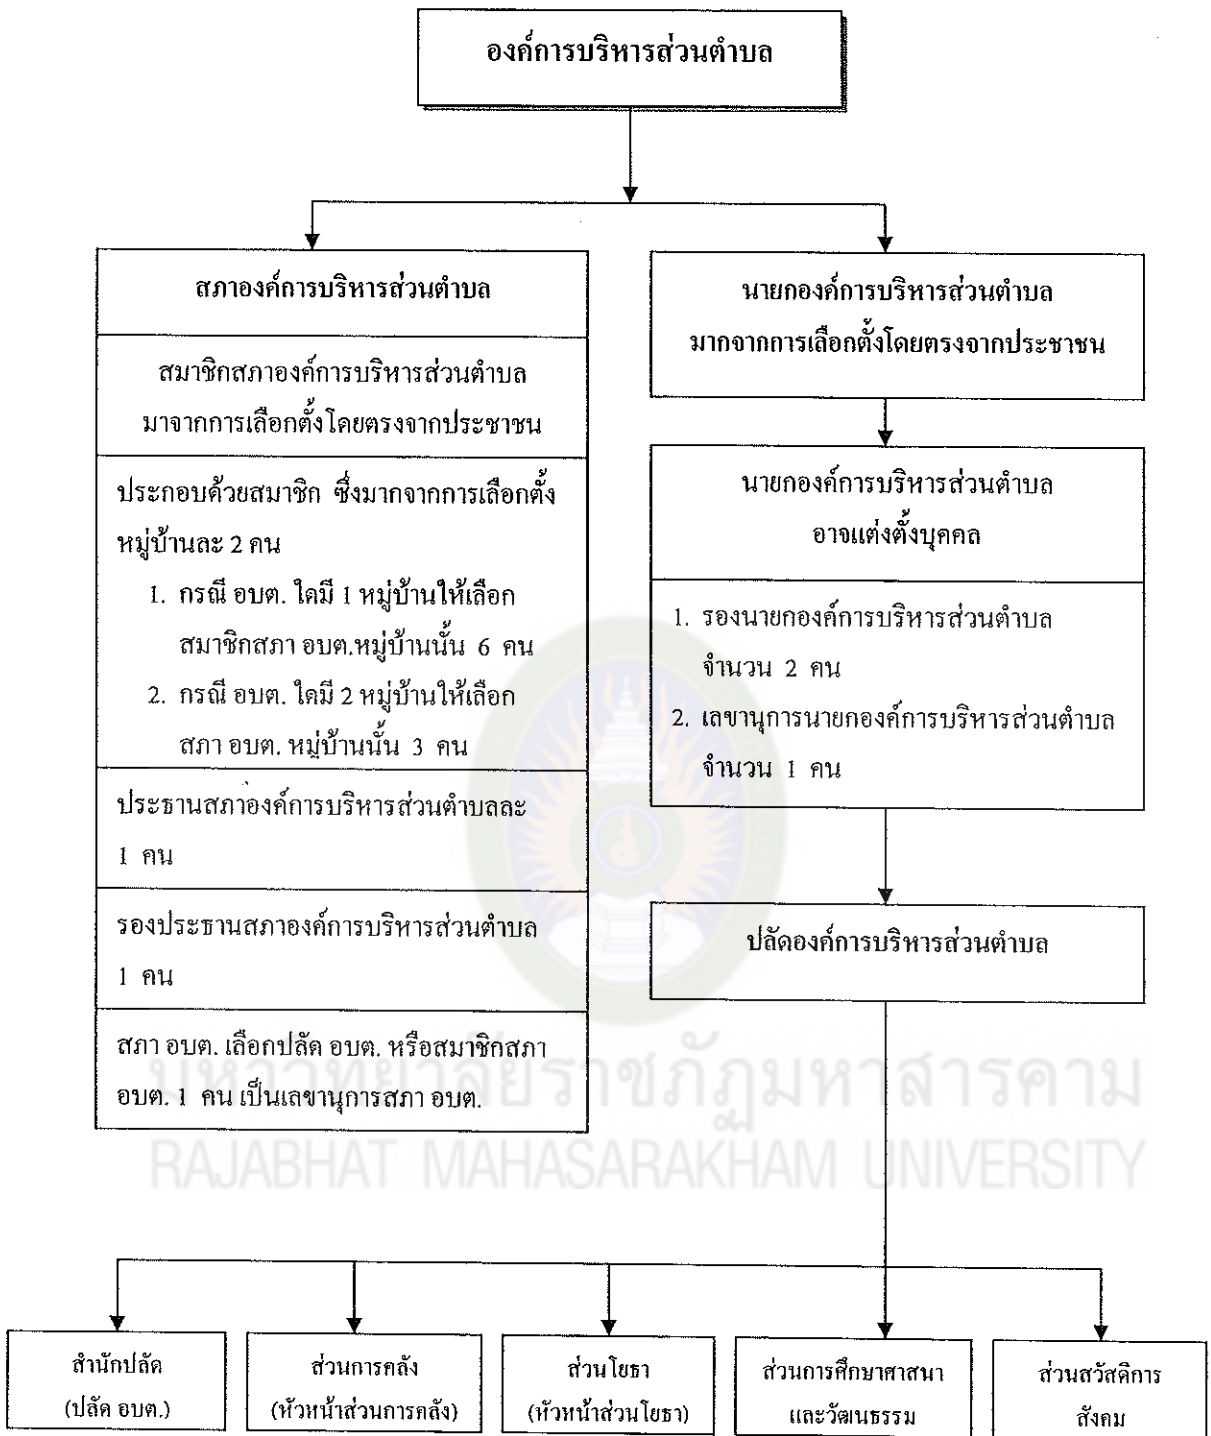 องค์การบริหารส่วนตำบล
สภาองค์การบริหารส่วนตำบล
สมาชิกสภาองค์การบริหารส่วนตำบล
มาจากการเลือกตั้งโดยตรงจากประชาชน
ประกอบด้วยสมาชิก ซึ่งมากจากการเลือกตั้ง
หมู่บ้านละ 2 คน
1. กรณี อบต. ใดมี 1 หมู่บ้านให้เลือก
สมาชิกสภา อบต.หมู่บ้านนั้น 6 คน
2. กรณี อบต. ใดมี 2 หมู่บ้านให้เลือก
สภา อบต. หมู่บ้านนั้น 3 คน
ประธานสภาองค์การบริหารส่วนตำบลละ
1 คน
รองประธานสภาองค์การบริหารส่วนตำบล
1 คน
สภา อบต. เลือกปลัด อบต. หรือสมาชิกสภา
อบต. 1 คน เป็นเลขานุการสภา อบต.
นายกองค์การบริหารส่วนตำบล
มากจากการเลือกตั้งโดยตรงจากประชาชน
นายกองค์การบริหารส่วนตำบล
อาจแต่งตั้งบุคคล
1. รองนายกองค์การบริหารส่วนตำบล
จำนวน 2 คน
2. เลขานุการนายกองค์การบริหารส่วนตำบล
จำนวน 1 คน
ปลัดองค์การบริหารส่วนตำบล
มหาวิทยาลัยราชภัฏมหาสารคาม
RAJABHAT MAHASARAKHAM UNIVERSITY
สำนักปลัด
(ปลัด อบต.)
ส่วนการคลัง
(หัวหน้าส่วนการคลัง)
ส่วนโยธา
(หัวหน้าส่วนโยธา)
ส่วนการศึกษาศาสนา
และวัฒนธรรม
ส่วนสวัสดิการ
สังคม